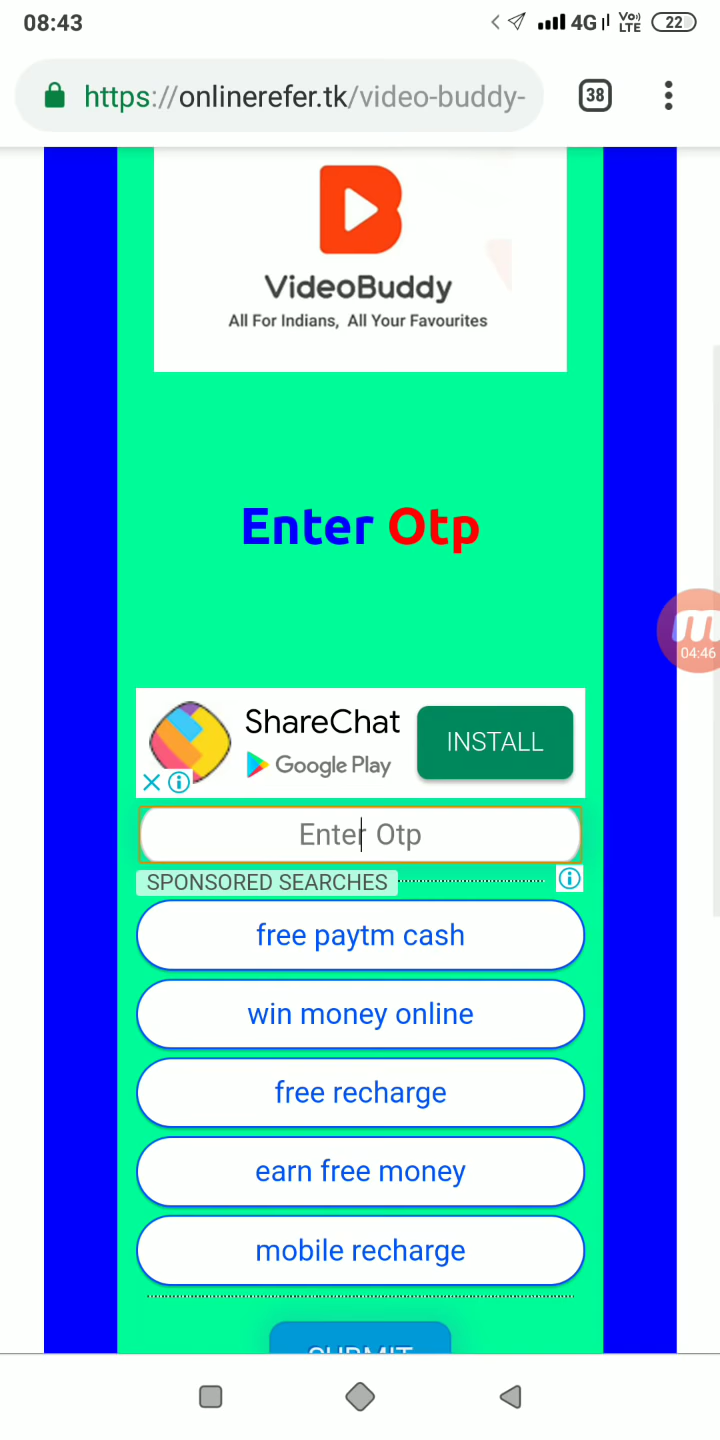 08:43
4G
Vo))
LTE
22
https://onlinerefer.tk/video-buddy-
38
VideoBuddy
All For Indians, All Your Favourites
Enter Otp
04:46
ShareChat
Google Play
INSTALL
Enter Otp
SPONSORED SEARCHES
free paytm cash
win money online
free recharge
earn free money
mobile recharge
SUBMIT